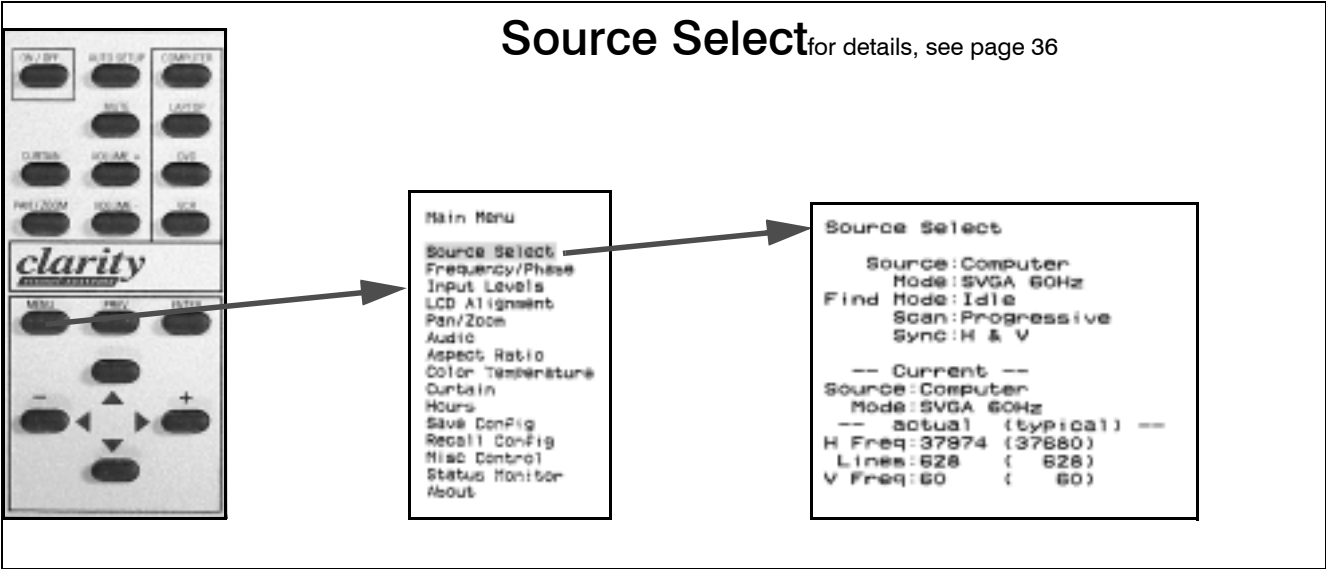 Source Select for details, see page 36
ON / OFF AUTO SETUP COMPUTER
MUTE LAPTOP
CURTAIN VOLUME + DVD
PAN / ZOOM VOLUME - VCR
clarity
MENU PREV ENTER
- +
Main Menu
Source Select
Frequency/Phase
Input Levels
LCD Alignment
Pan/Zoom
Audio
Aspect Ratio
Color Temperature
Curtain
Hours
Save Config
Recall Config
Misc Control
Status Monitor
About
Source Select
Source:Computer
Mode:SVGA 60Hz
Find Mode:Idle
Scan:Progressive
Sync:H & V
-- Current --
Source:Computer
Mode:SVGA 60Hz
-- actual (typical) --
H Freq:37974 (37680)
Lines:628 ( 628)
V Freq:60 ( 60)